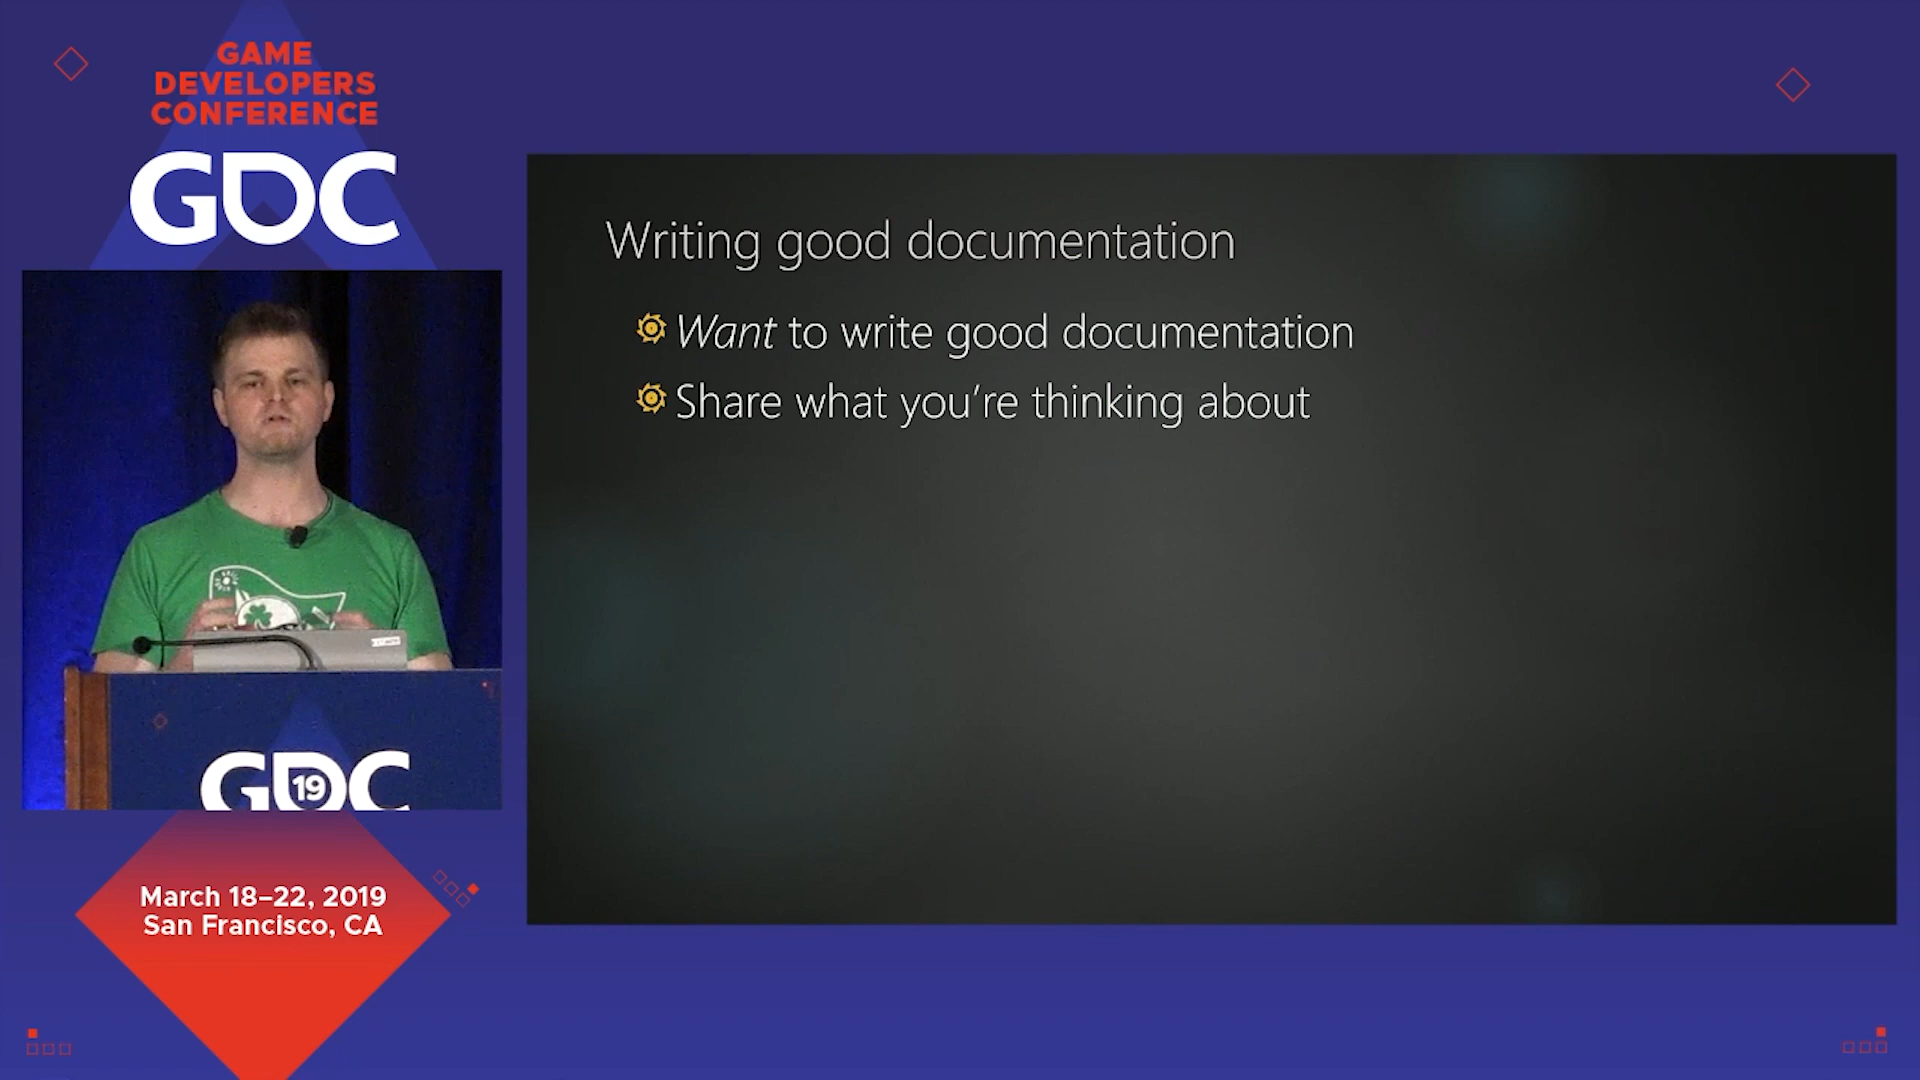 GAME
DEVELOPERS
CONFERENCE
GDC
Writing good documentation
Want to write good documentation
Share what you're thinking about
GDC
19
March 18–22, 2019
San Francisco, CA